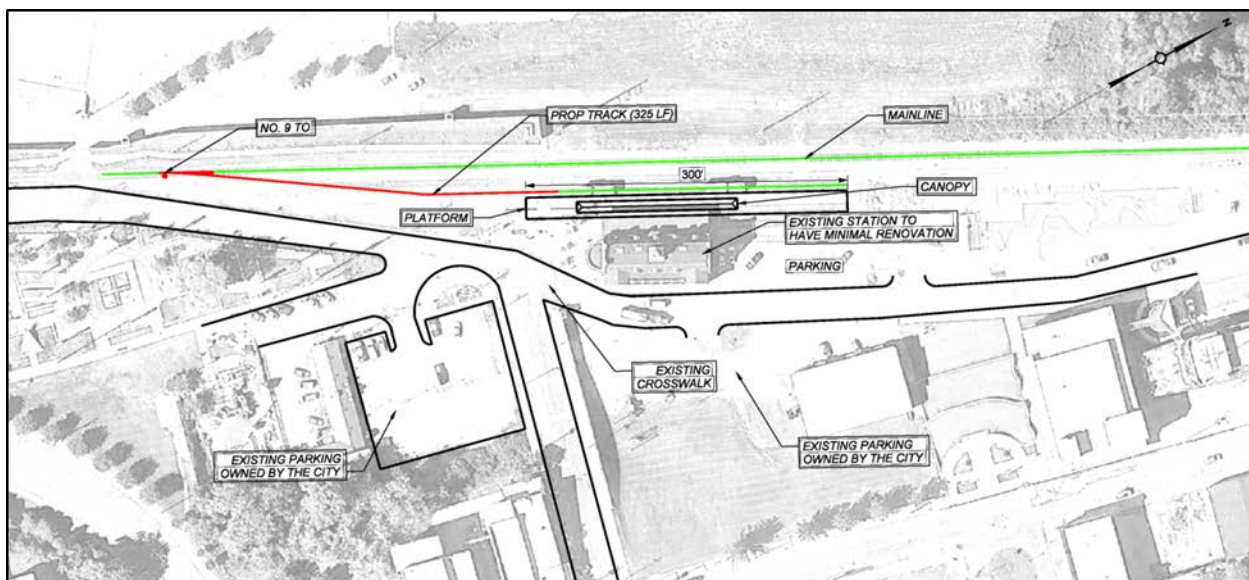 N
NO. 9 TO
PROP TRACK (325 LF)
MAINLINE
300'
CANOPY
PLATFORM
EXISTING STATION TO
HAVE MINIMAL RENOVATION
PARKING
EXISTING
CROSSWALK
EXISTING PARKING
OWNED BY THE CITY
EXISTING PARKING
OWNED BY THE CITY